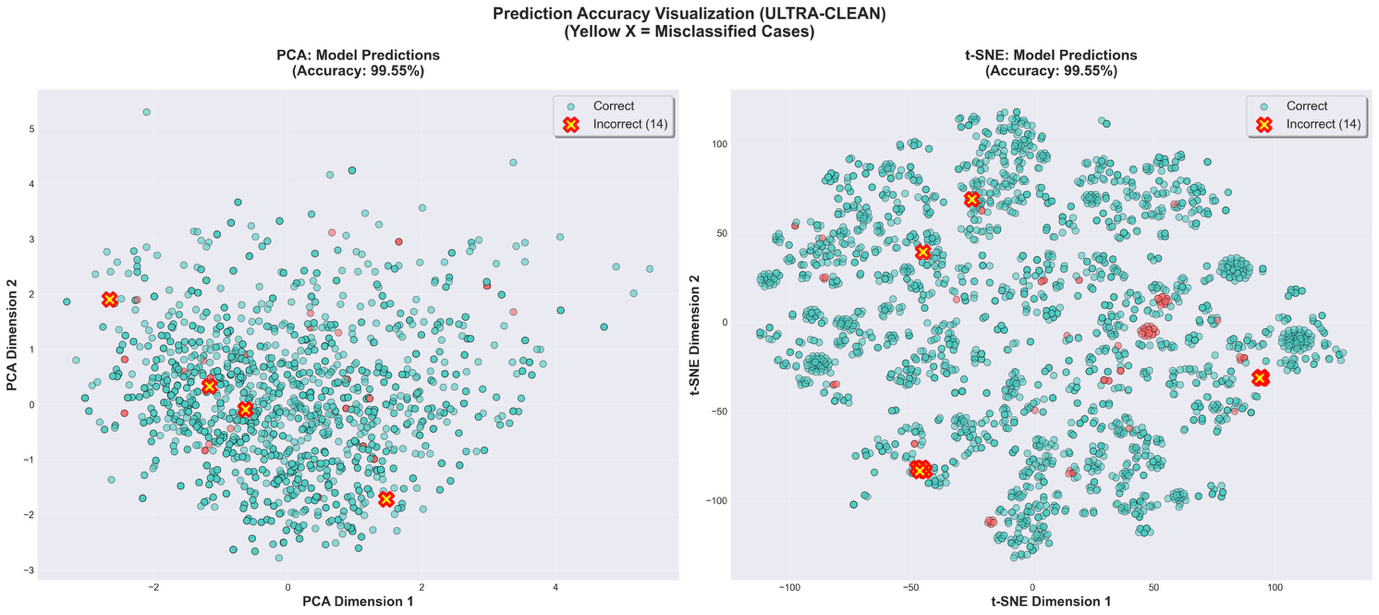 Prediction Accuracy Visualization (ULTRA-CLEAN)
(Yellow X = Misclassified Cases)
PCA: Model Predictions
(Accuracy: 99.55%)
Correct
Incorrect (14)
5
4
3
2
1
0
−1
−2
−3
−2
0
2
4
PCA Dimension 2
PCA Dimension 1
t-SNE: Model Predictions
(Accuracy: 99.55%)
Correct
Incorrect (14)
100
50
0
−50
−100
−100
−50
0
50
100
t-SNE Dimension 2
t-SNE Dimension 1